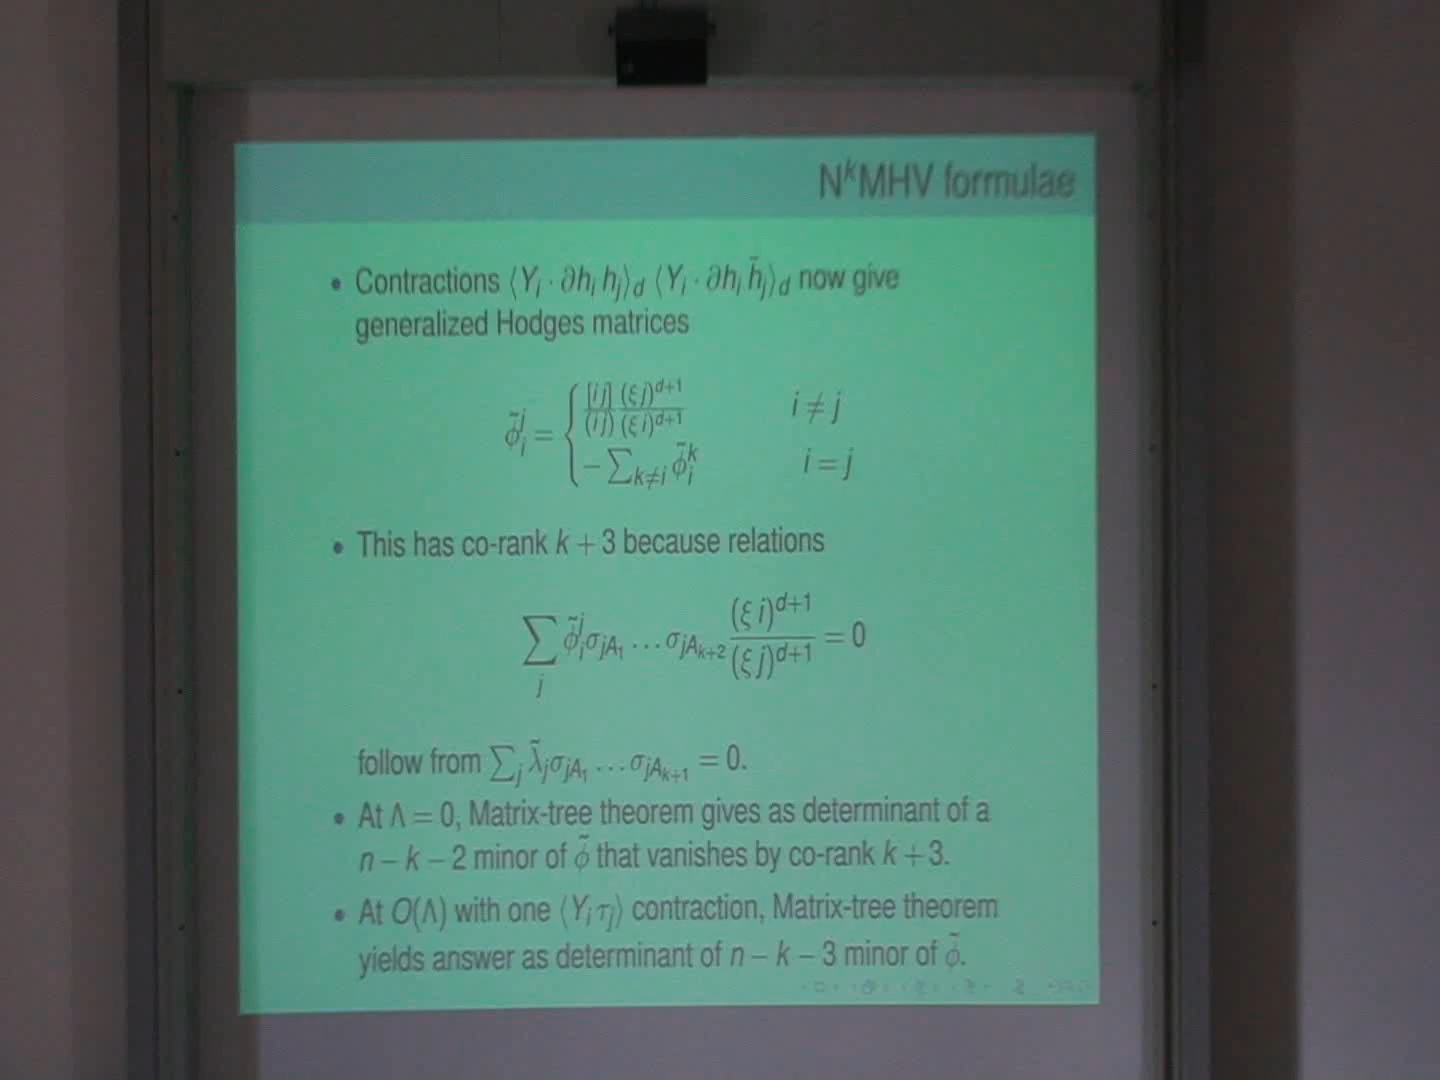 NᵏMHV formulae
• Contractions ⟨Y_i · ∂h_i h_j⟩_d ⟨Y_i · ∂h_i h̃_j⟩_d now give
generalized Hodges matrices
φ̃_i^j = { [i j]/(i j) (ξ j)^{d+1}/(ξ i)^{d+1}   i ≠ j
−∑_{k≠i} φ̃_i^k   i = j
• This has co-rank k + 3 because relations
∑_j φ̃_i^j σ_{jA_1} … σ_{jA_{k+2}} (ξ i)^{d+1}/(ξ j)^{d+1} = 0
follow from ∑_j λ̃_j σ_{jA_1} … σ_{jA_{k+1}} = 0.
• At Λ = 0, Matrix-tree theorem gives as determinant of a
n − k − 2 minor of φ̃ that vanishes by co-rank k + 3.
• At O(Λ) with one ⟨Y_i τ_j⟩ contraction, Matrix-tree theorem
yields answer as determinant of n − k − 3 minor of φ̃.